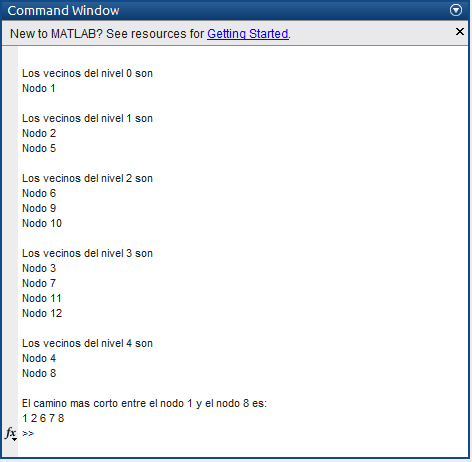 Command Window
New to MATLAB? See resources for Getting Started.
Los vecinos del nivel 0 son
Nodo 1
Los vecinos del nivel 1 son
Nodo 2
Nodo 5
Los vecinos del nivel 2 son
Nodo 6
Nodo 9
Nodo 10
Los vecinos del nivel 3 son
Nodo 3
Nodo 7
Nodo 11
Nodo 12
Los vecinos del nivel 4 son
Nodo 4
Nodo 8
El camino mas corto entre el nodo 1 y el nodo 8 es:
1 2 6 7 8
fx >>